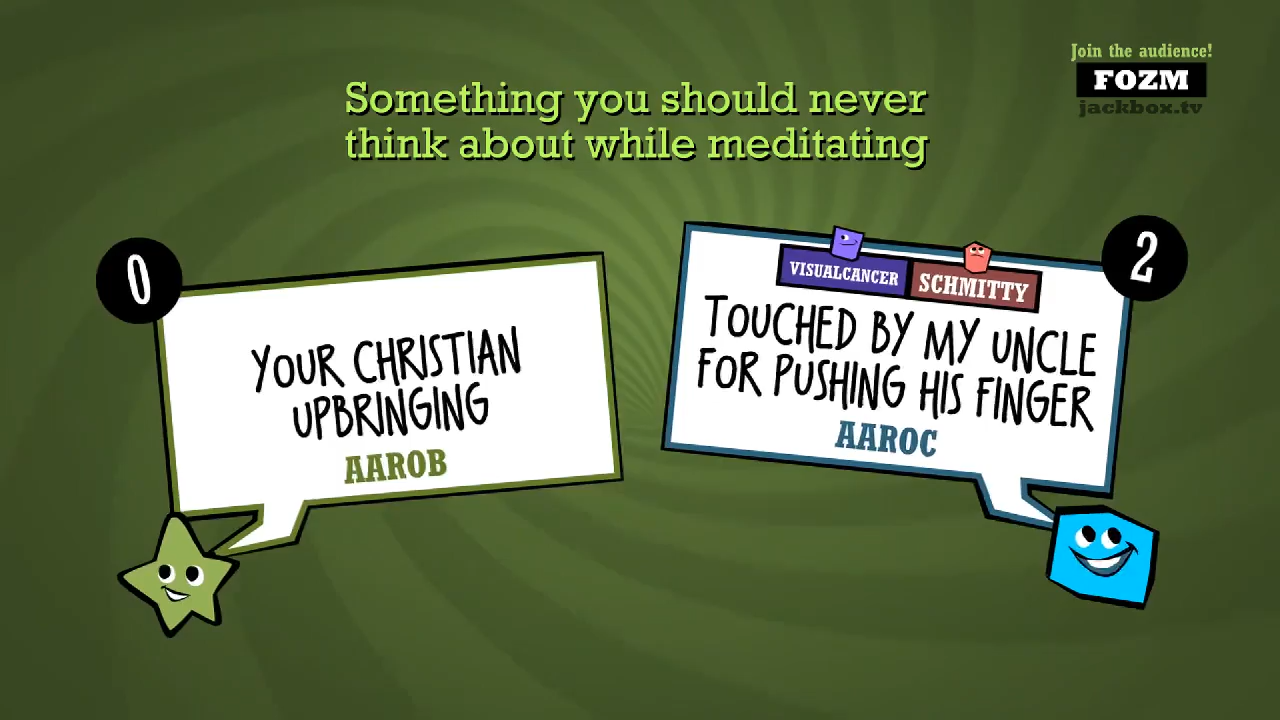 Join the audience!
FOZM
jackbox.tv
Something you should never
think about while meditating
0
YOUR CHRISTIAN
UPBRINGING
AAROB
2
VISUALCANCER
SCHMITTY
TOUCHED BY MY UNCLE
FOR PUSHING HIS FINGER
AAROC